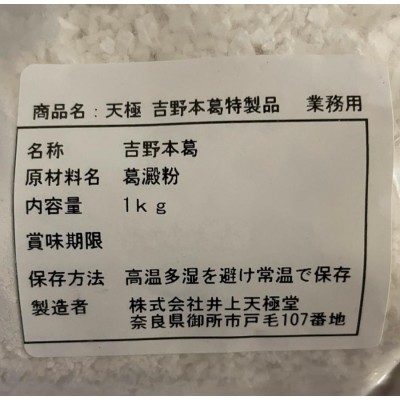 商品名：天極 吉野本葛特製品 業務用
名称 吉野本葛
原材料名 葛澱粉
内容量 1ｋｇ
賞味期限
保存方法 高温多湿を避け常温で保存
製造者 株式会社井上天極堂
奈良県御所市戸毛107番地